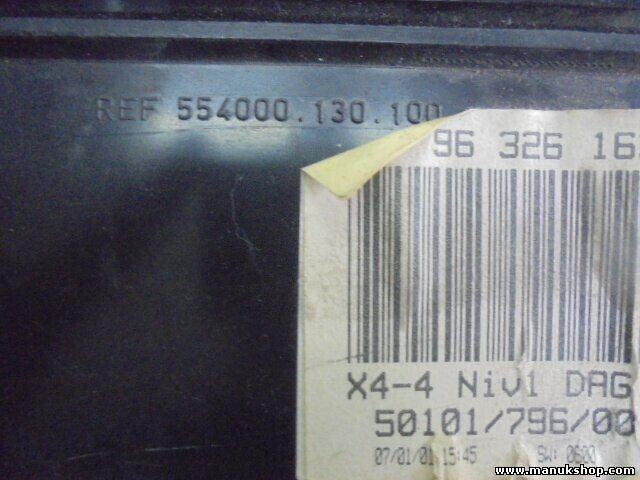 REF 554000.130.100
96 326 16
X4-4 Niv1 DAG
50101/796/00
07/01/01 15:45 SW: 0600
www.manukshop.com